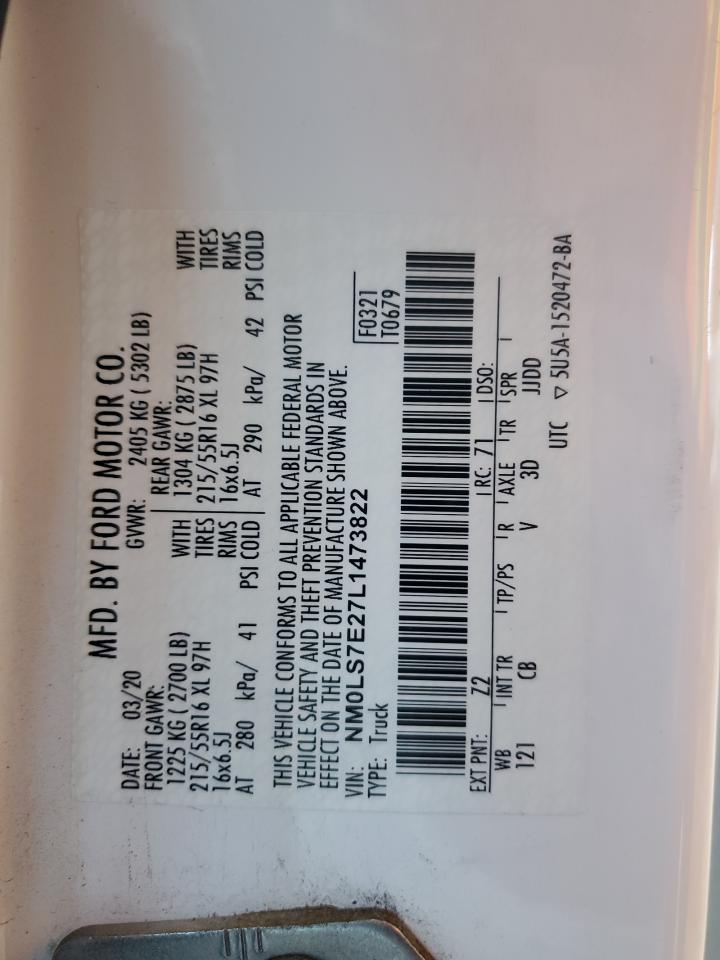 MFD. BY FORD MOTOR CO.
DATE: 03/20 GVWR: 2405 KG ( 5302 LB)
FRONT GAWR: REAR GAWR:
1225 KG ( 2700 LB) WITH 1304 KG ( 2875 LB) WITH
215/55R16 XL 97H TIRES 215/55R16 XL 97H TIRES
16x6.5J RIMS 16x6.5J RIMS
AT 280 kPa/ 41 PSI COLD AT 290 kPa/ 42 PSI COLD
THIS VEHICLE CONFORMS TO ALL APPLICABLE FEDERAL MOTOR
VEHICLE SAFETY AND THEFT PREVENTION STANDARDS IN
EFFECT ON THE DATE OF MANUFACTURE SHOWN ABOVE.
VIN: NM0LS7E27L1473822 F0321
TYPE: Truck T0679
EXT PNT: Z2 RC: 71 DSO:
WB INT TR TP/PS R AXLE TR SPR
121 CB V 3D JJDD
UTC ▽ 5U5A-1520472-BA